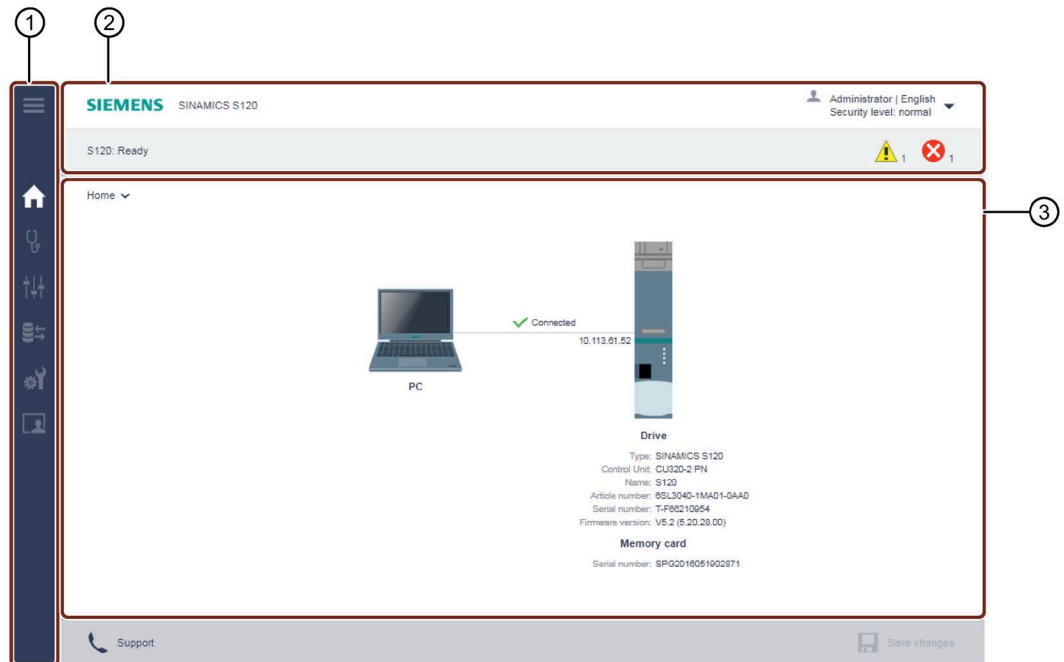 1
2
SIEMENS SINAMICS S120
Administrator | English
Security level: normal
S120: Ready
1 1
Home
3
Connected
10.113.61.52
PC
Drive
Type: SINAMICS S120
Control Unit: CU320-2 PN
Name: S120
Article number: 6SL3040-1MA01-0AA0
Serial number: T-F66210954
Firmware version: V5.2 (5.20.28.00)
Memory card
Serial number: SPG2016051902871
Support
Save changes